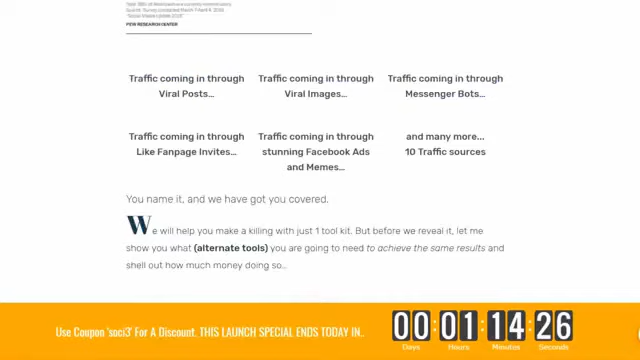 "Social Media Update 2016"
PEW RESEARCH CENTER
Traffic coming in through
Viral Posts...
Traffic coming in through
Viral Images...
Traffic coming in through
Messenger Bots...
Traffic coming in through
Like Fanpage Invites...
Traffic coming in through
stunning Facebook Ads
and Memes...
and many more...
10 Traffic sources
You name it, and we have got you covered.
We will help you make a killing with just 1 tool kit. But before we reveal it, let me
show you what (alternate tools) you are going to need to achieve the same results and
shell out how much money doing so...
Use Coupon 'soci3' For A Discount. THIS LAUNCH SPECIAL ENDS TODAY IN..
00:01:14:26
Days Hours Minutes Seconds